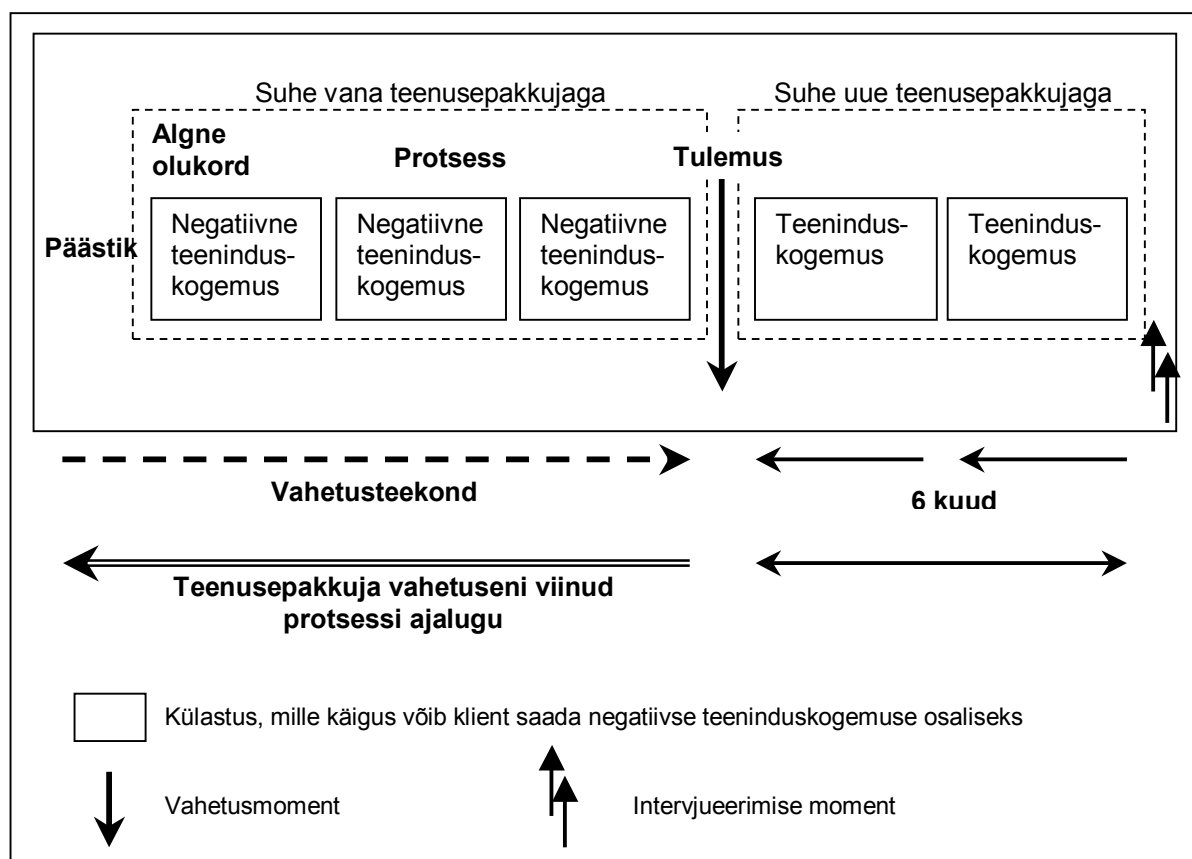 Suhe vana teenusepakkujaga
Suhe uue teenusepakkujaga
Algne
olukord
Protsess
Tulemus
Päästik
Negatiivne
teenindus-
kogemus
Negatiivne
teenindus-
kogemus
Negatiivne
teenindus-
kogemus
Teenindus-
kogemus
Teenindus-
kogemus
Vahetusteekond
6 kuud
Teenusepakkuja vahetuseni viinud
protsessi ajalugu
Külastus, mille käigus võib klient saada negatiivse teeninduskogemuse osaliseks
Vahetusmoment
Intervjueerimise moment